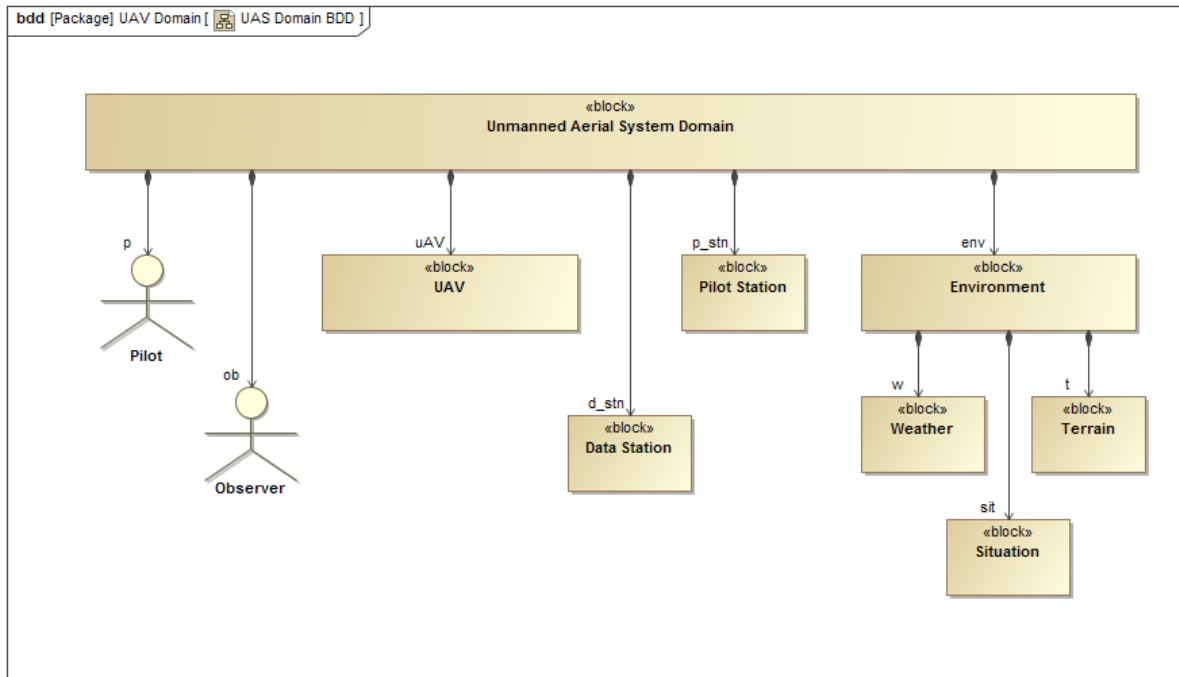 bdd [Package] UAV Domain [ UAS Domain BDD ]
«block»
Unmanned Aerial System Domain
p
Pilot
ob
Observer
uAV
«block»
UAV
d_stn
«block»
Data Station
p_stn
«block»
Pilot Station
env
«block»
Environment
w
«block»
Weather
sit
«block»
Situation
t
«block»
Terrain